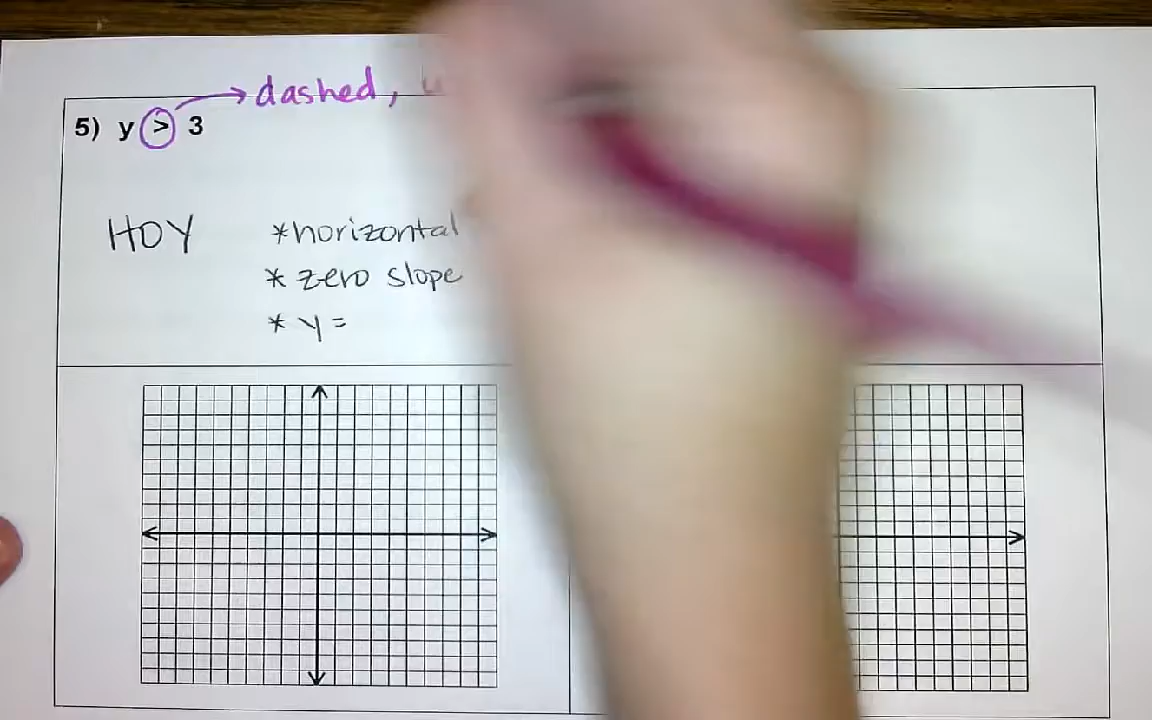 dashed,
5) y > 3
HOY
*horizontal
* zero slope
* y =